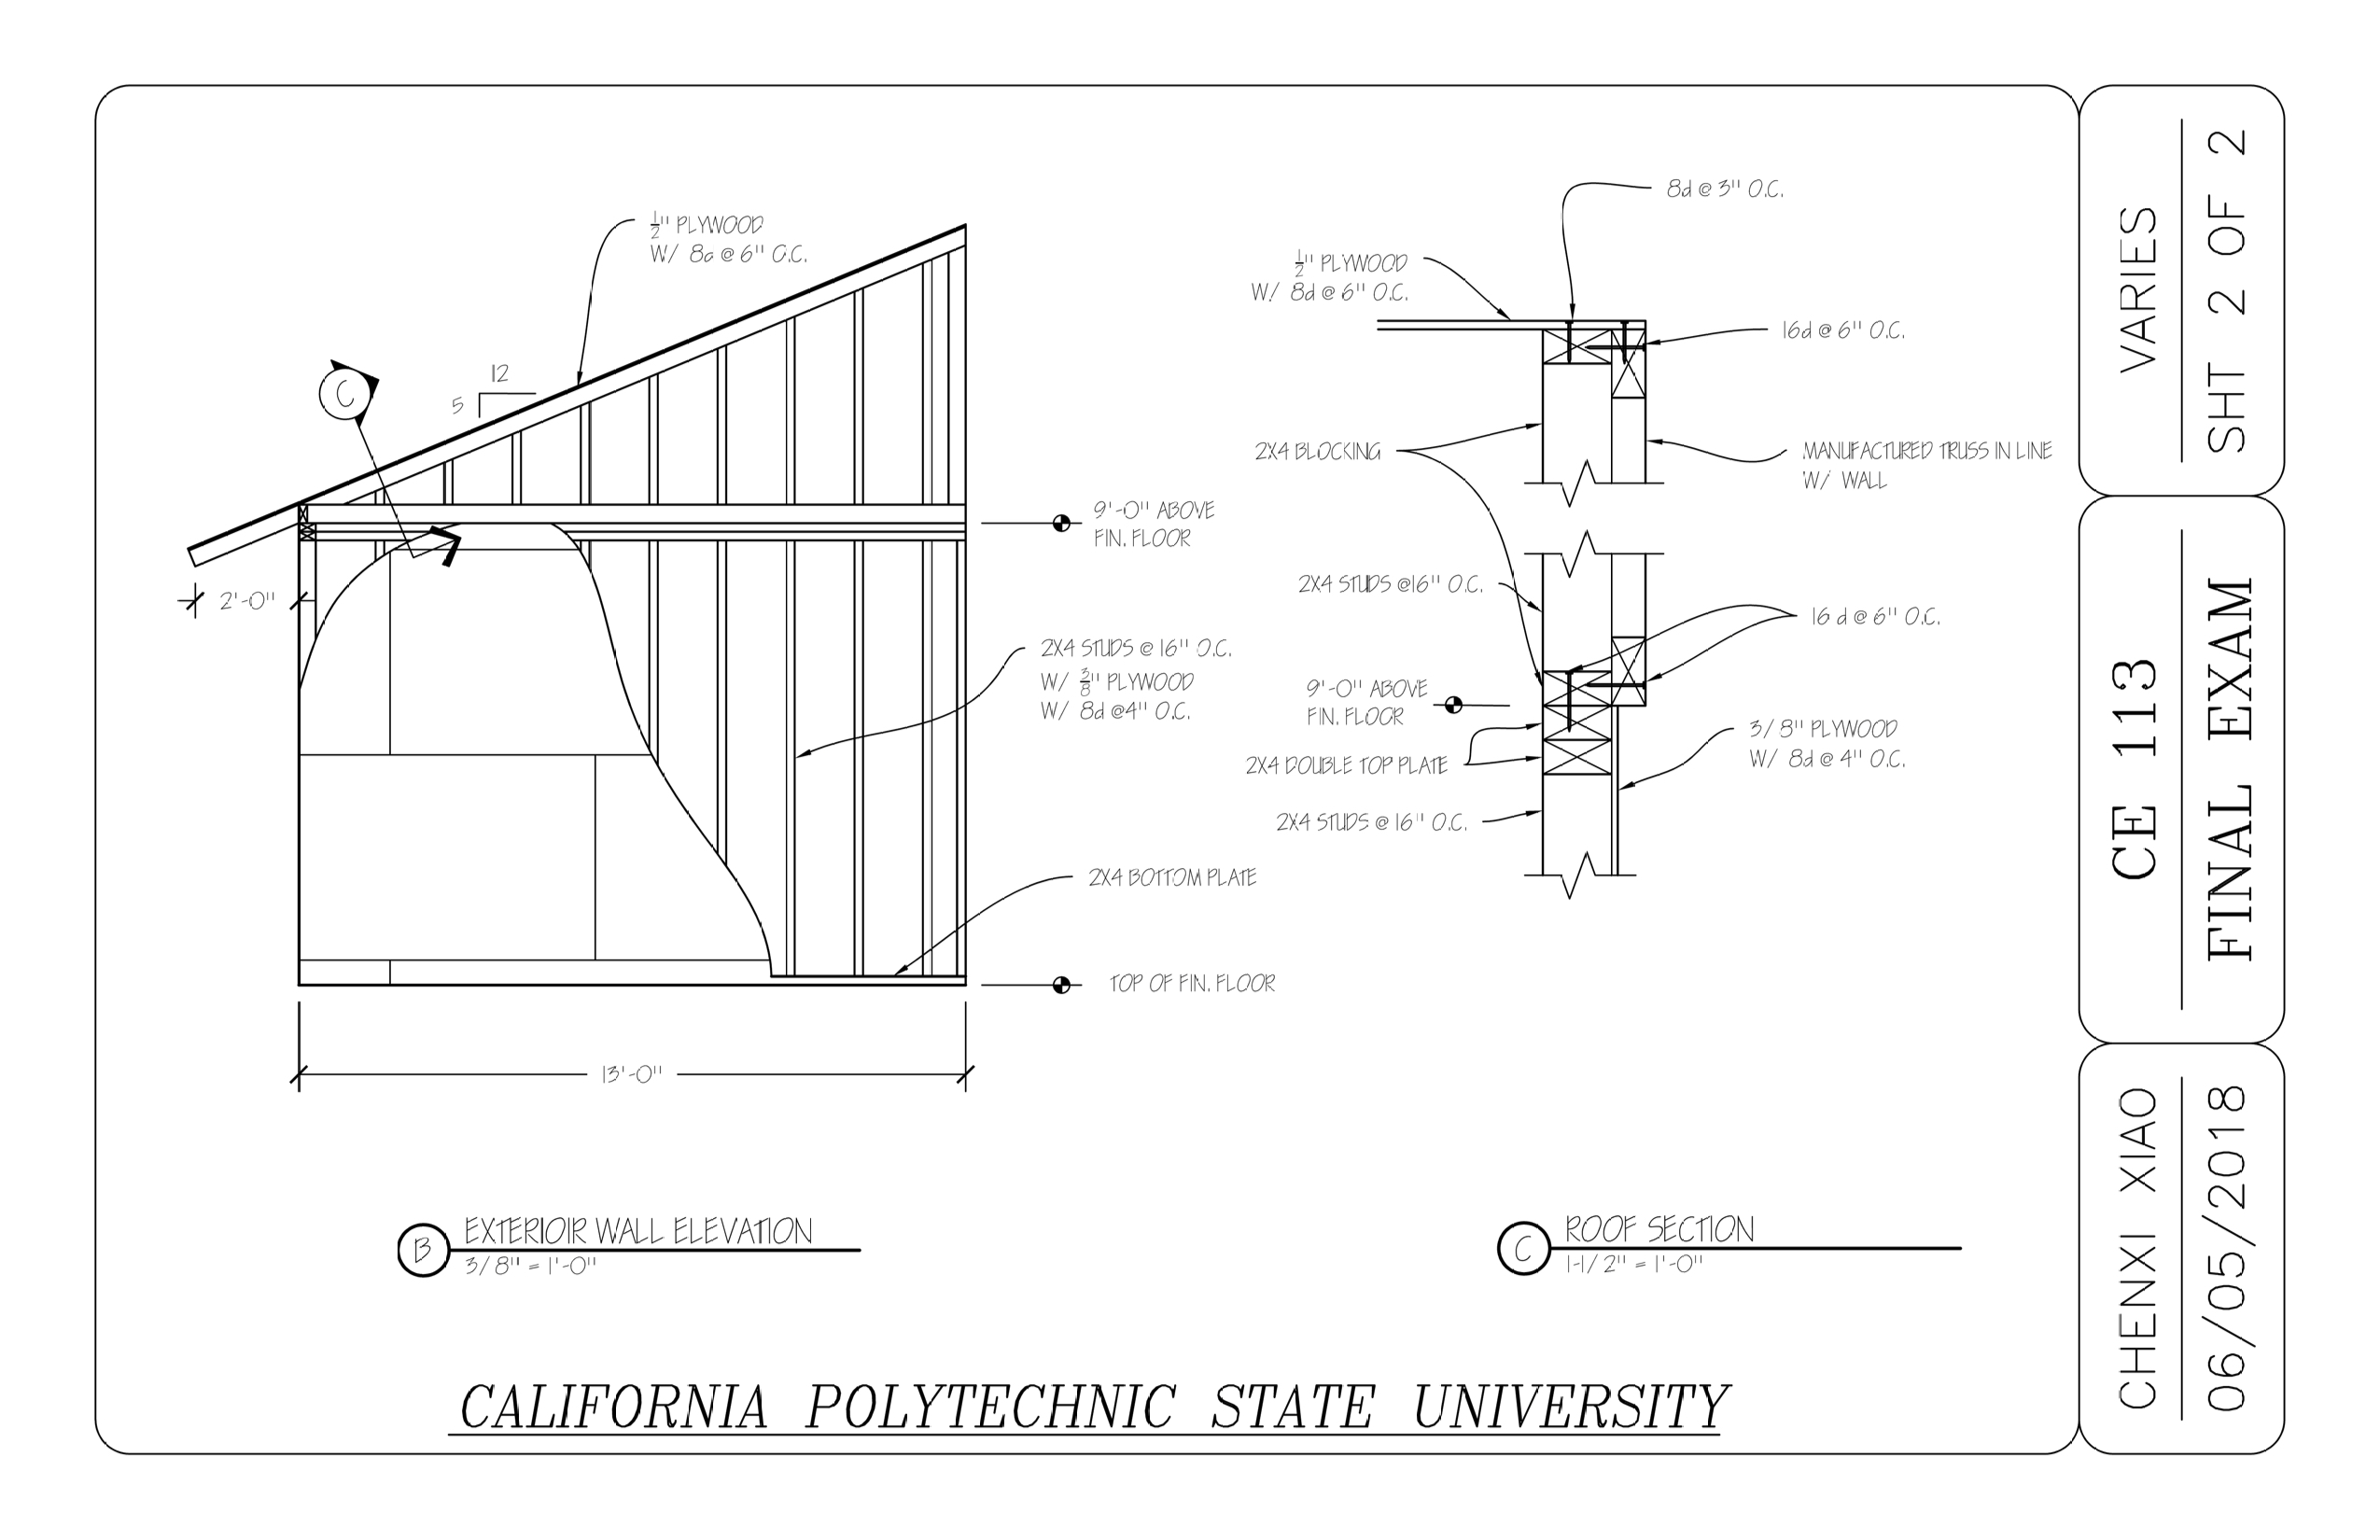 ½" PLYWOOD
W/ 8d @ 6" O.C.
12
5
C
9'-0" ABOVE
FIN. FLOOR
2'-0"
2X4 STUDS @ 16" O.C.
W/ ⅜" PLYWOOD
W/ 8d @4" O.C.
2X4 BOTTOM PLATE
TOP OF FIN. FLOOR
13'-0"
B
EXTERIOIR WALL ELEVATION
3/8" = 1'-0"
8d @ 3" O.C.
½" PLYWOOD
W/ 8d @ 6" O.C.
16d @ 6" O.C.
2X4 BLOCKING
MANUFACTURED TRUSS IN LINE
W/ WALL
2X4 STUDS @16" O.C.
16 d @ 6" O.C.
9'-0" ABOVE
FIN. FLOOR
3/8" PLYWOOD
W/ 8d @ 4" O.C.
2X4 DOUBLE TOP PLATE
2X4 STUDS @ 16" O.C.
C
ROOF SECTION
1-1/2" = 1'-0"
CALIFORNIA POLYTECHNIC STATE UNIVERSITY
VARIES
SHT 2 OF 2
CE 113
FINAL EXAM
CHENXI XIAO
06/05/2018